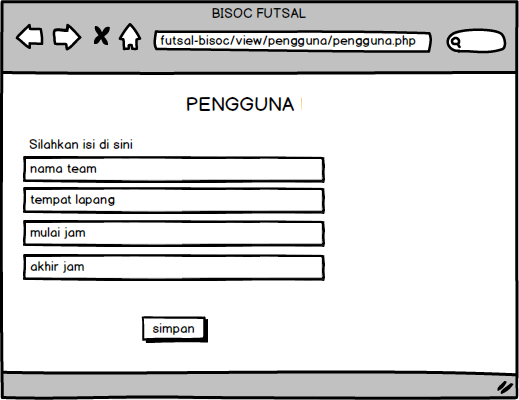 BISOC FUTSAL
futsal-bisoc/view/pengguna/pengguna.php
PENGGUNA
Silahkan isi di sini
nama team
tempat lapang
mulai jam
akhir jam
simpan